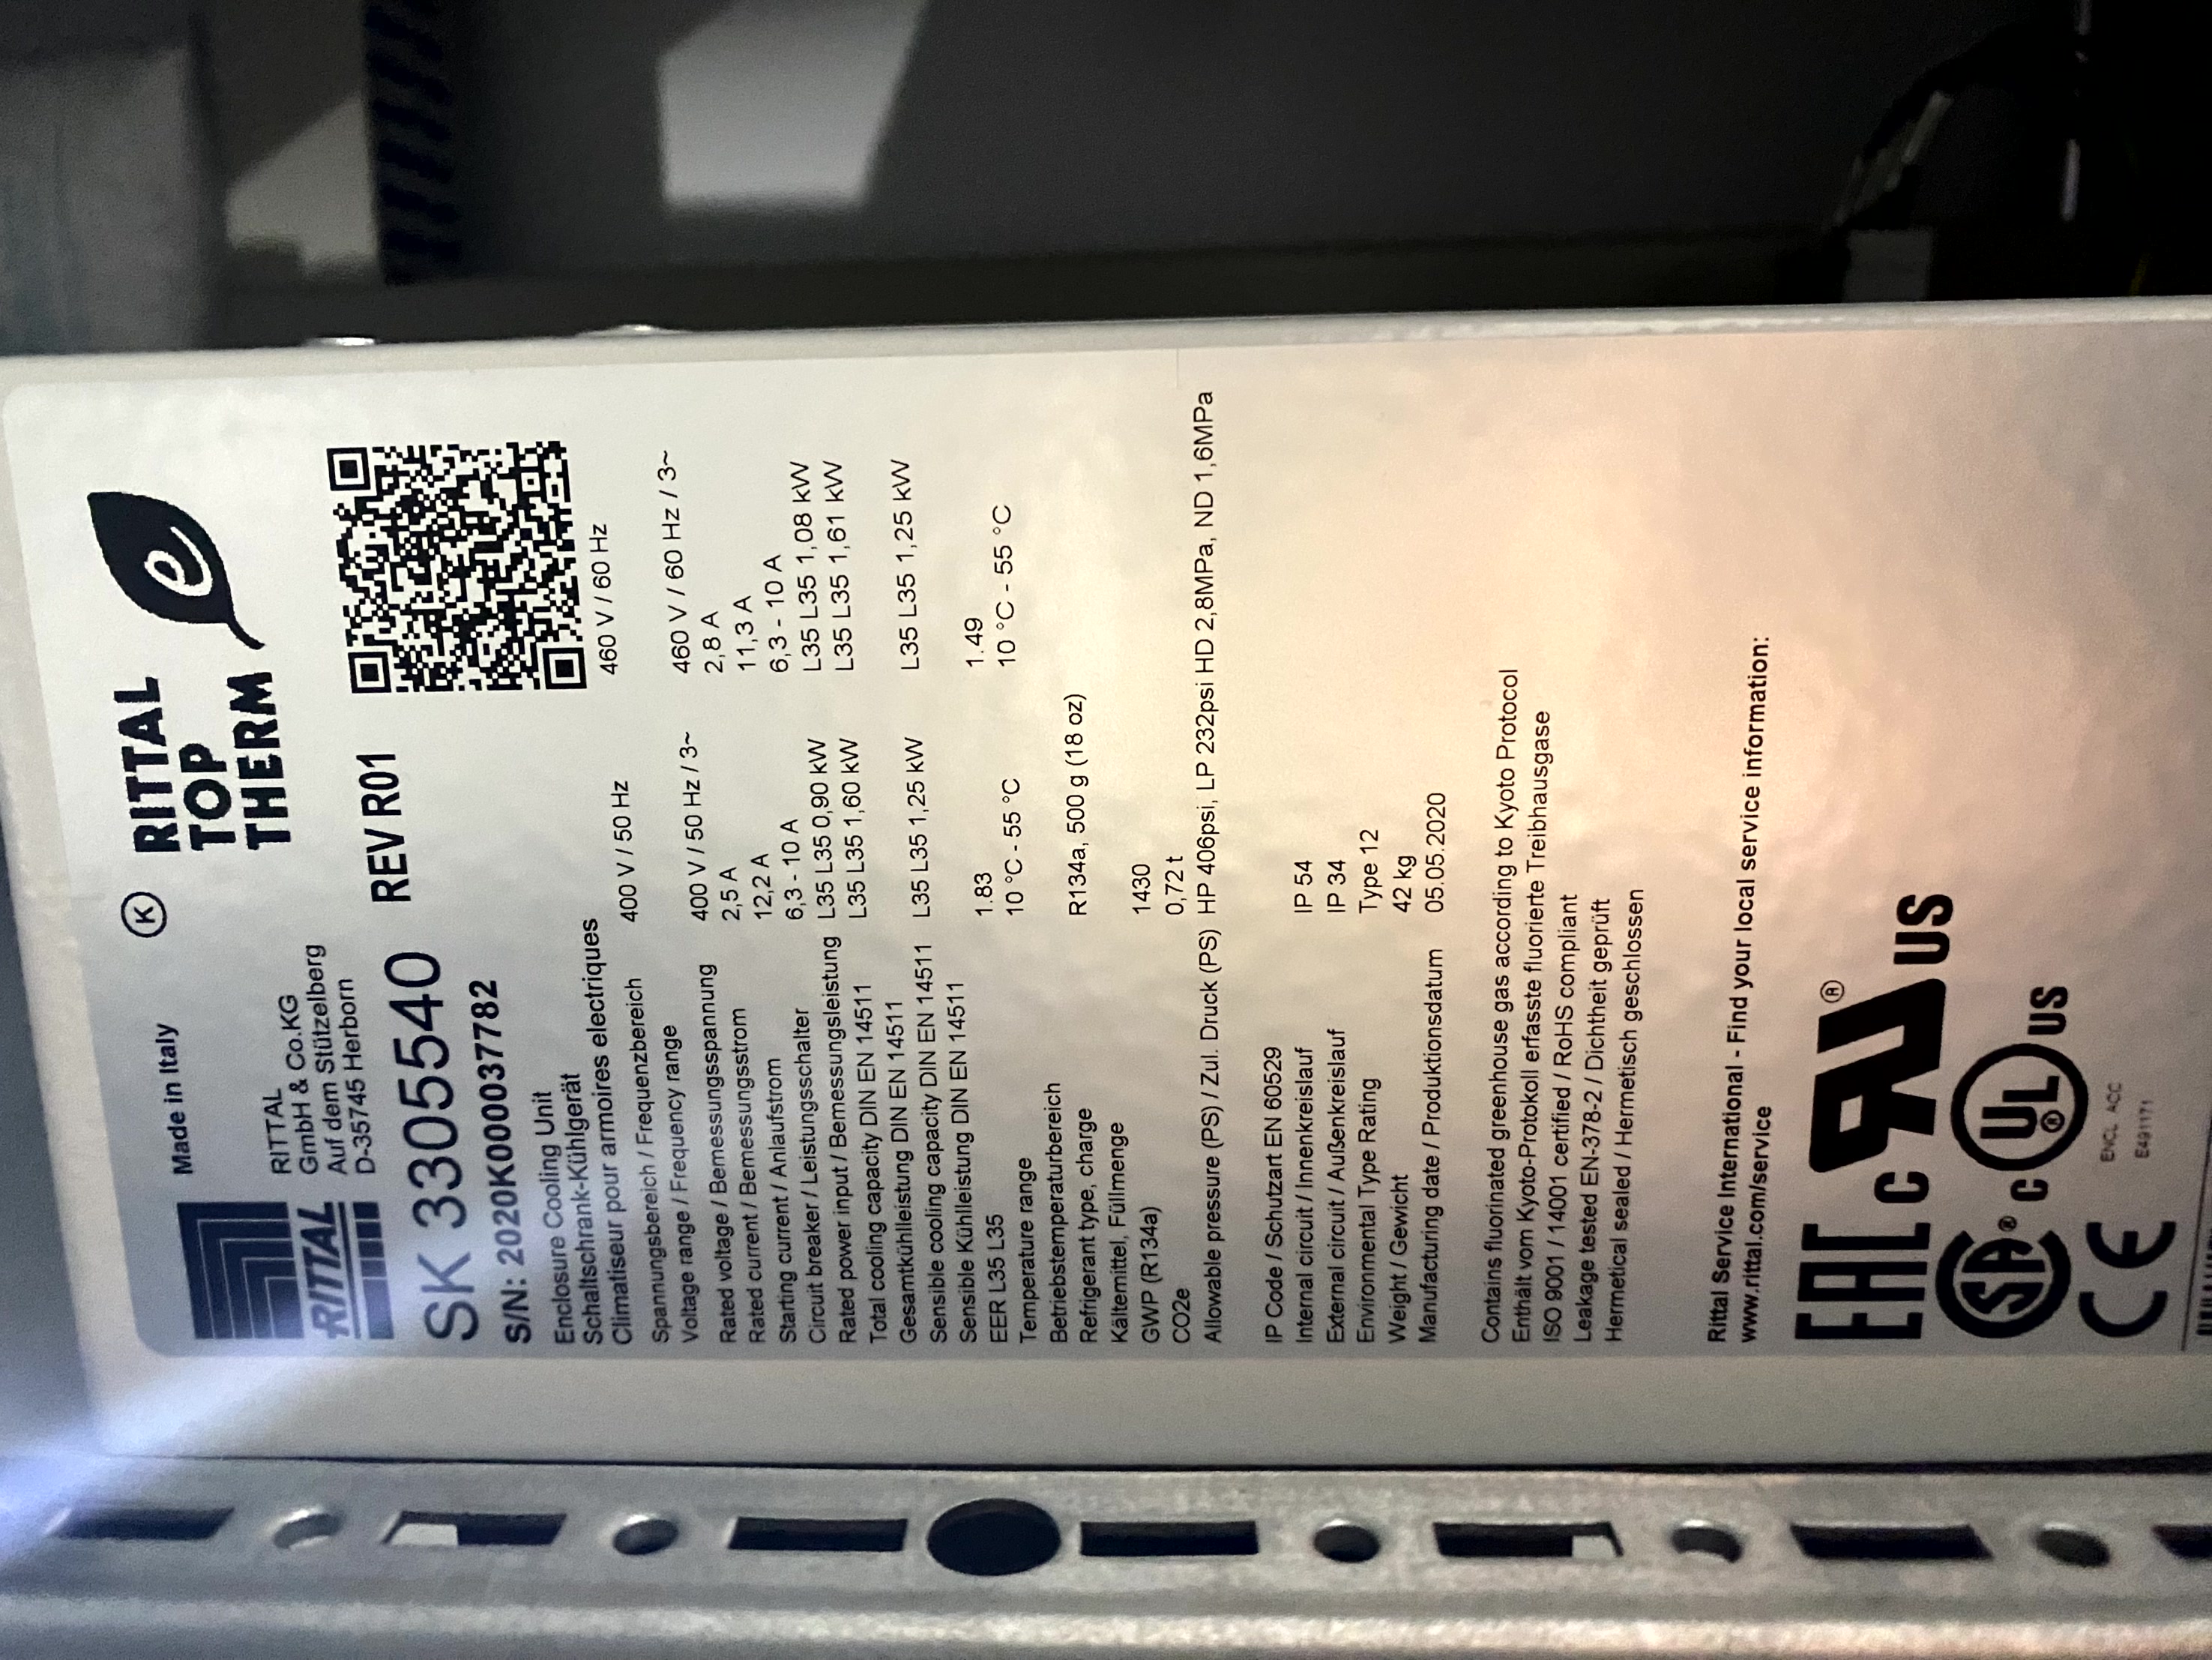 Made in Italy
K
RITTAL
TOP
THERM
e
RITTAL
RITTAL
GmbH & Co.KG
Auf dem Stützelberg
D-35745 Herborn
SK 3305540 REV R01
S/N: 2020K000037782
Enclosure Cooling Unit
Schaltschrank-Kühlgerät
Climatiseur pour armoires electriques
Spannungsbereich / Frequenzbereich 400 V / 50 Hz 460 V / 60 Hz
Voltage range / Frequency range
Rated voltage / Bemessungsspannung 400 V / 50 Hz / 3~ 460 V / 60 Hz / 3~
Rated current / Bemessungsstrom 2,5 A 2,8 A
Starting current / Anlaufstrom 12,2 A 11,3 A
Circuit breaker / Leistungsschalter 6,3 - 10 A 6,3 - 10 A
Rated power input / Bemessungsleistung L35 L35 0,90 kW L35 L35 1,08 kW
Total cooling capacity DIN EN 14511 L35 L35 1,60 kW L35 L35 1,61 kW
Gesamtkühlleistung DIN EN 14511
Sensible cooling capacity DIN EN 14511 L35 L35 1,25 kW L35 L35 1,25 kW
Sensible Kühlleistung DIN EN 14511
EER L35 L35 1.83 1.49
Temperature range 10 °C - 55 °C 10 °C - 55 °C
Betriebstemperaturbereich
Refrigerant type, charge R134a, 500 g (18 oz)
Kältemittel, Füllmenge
GWP (R134a) 1430
CO2e 0,72 t
Allowable pressure (PS) / Zul. Druck (PS) HP 406psi, LP 232psi HD 2,8MPa, ND 1,6MPa
IP Code / Schutzart EN 60529
Internal circuit / Innenkreislauf IP 54
External circuit / Außenkreislauf IP 34
Environmental Type Rating Type 12
Weight / Gewicht 42 kg
Manufacturing date / Produktionsdatum 05.05.2020
Contains fluorinated greenhouse gas according to Kyoto Protocol
Enthält vom Kyoto-Protokoll erfasste fluorierte Treibhausgase
ISO 9001 / 14001 certified / RoHS compliant
Leakage tested EN-378-2 / Dichtheit geprüft
Hermetical sealed / Hermetisch geschlossen
Rittal Service International - Find your local service information:
www.rittal.com/service
EAC c RU ® US
SA ® c UL ® US
CE ENCL ACC
E491171